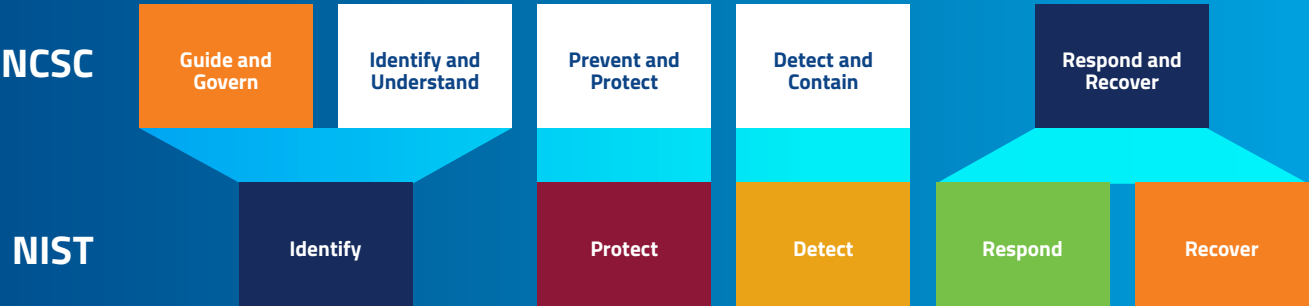 NCSC
Guide and
Govern
Identify and
Understand
Prevent and
Protect
Detect and
Contain
Respond and
Recover
NIST
Identify
Protect
Detect
Respond
Recover